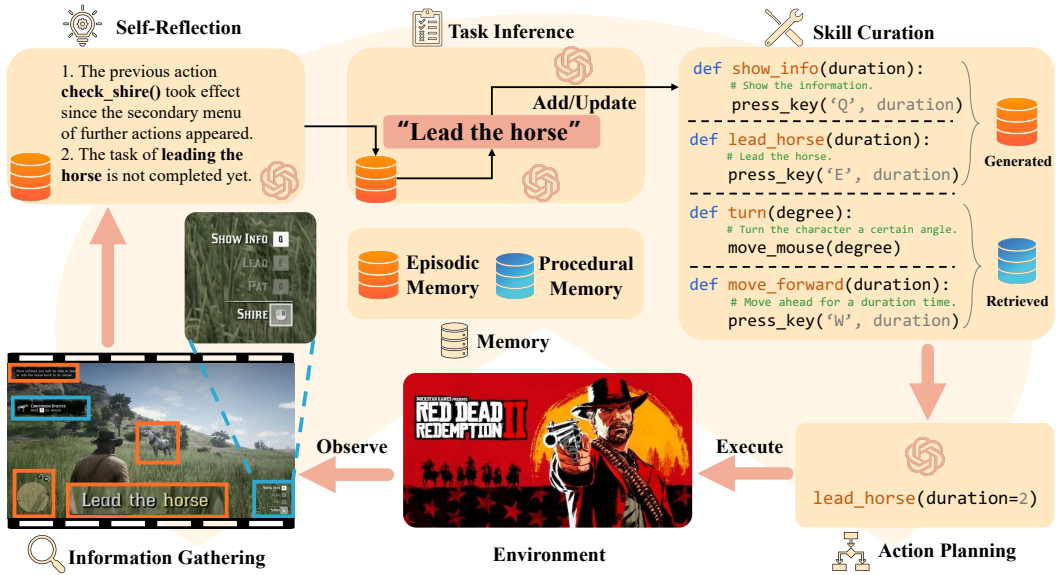 Self-Reflection
1. The previous action
check_shire() took effect
since the secondary menu
of further actions appeared.
2. The task of leading the
horse is not completed yet.
Task Inference
Add/Update
"Lead the horse"
Skill Curation
def show_info(duration):
# Show the information.
press_key(‘Q’, duration)
def lead_horse(duration):
# Lead the horse.
press_key(‘E’, duration)
Generated
def turn(degree):
# Turn the character a certain angle.
move_mouse(degree)
def move_forward(duration):
# Move ahead for a duration time.
press_key(‘W’, duration)
Retrieved
SHOW INFO Q
LEAD E
PAT
SHIRE
Episodic
Memory
Procedural
Memory
Memory
Lead the horse
Observe
ROCKSTAR GAMES PRESENTS
RED DEAD
REDEMPTION II
Execute
lead_horse(duration=2)
Information Gathering
Environment
Action Planning